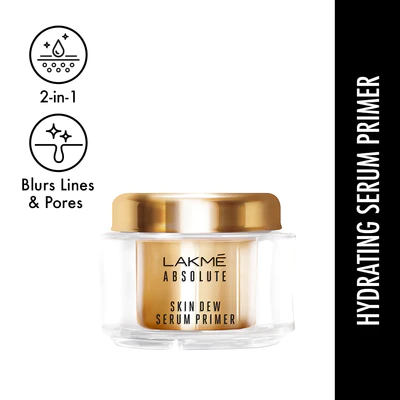 2-in-1
Blurs Lines
& Pores
LAKMÉ
ABSOLUTE
SKIN DEW
SERUM PRIMER
HYDRATING SERUM PRIMER